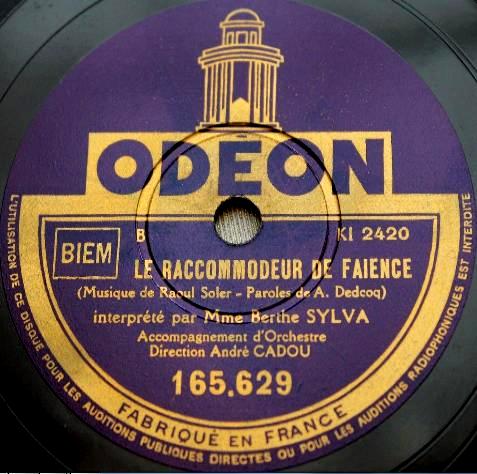 ODÉON
BIEM
B
KI 2420
LE RACCOMMODEUR DE FAIENCE
(Musique de Raoul Soler - Paroles de A. Dedcoq)
interprété par Mme Berthe SYLVA
Accompagnement d'Orchestre
Direction André CADOU
165.629
FABRIQUÉ EN FRANCE
L'UTILISATION DE CE DISQUE POUR LES AUDITIONS PUBLIQUES DIRECTES OU POUR LES AUDITIONS RADIOPHONIQUES EST INTERDITE